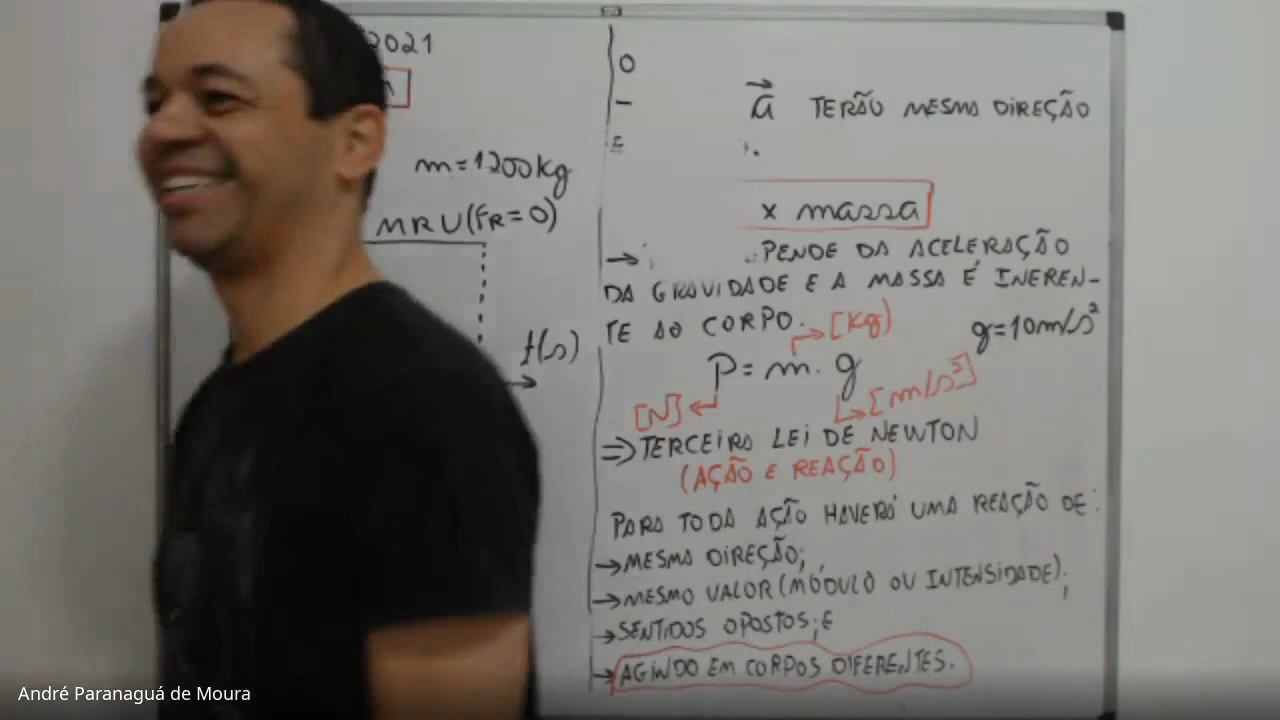 2021
m=1200kg
MRU(FR=0)
t(s)
a TERÃO MESMA DIREÇÃO
x massa
PENDE DA ACELERAÇÃO
DA GRAVIDADE E A MASSA É INEREN-
TE AO CORPO.
[Kg]
g=10m/s²
P=m.g
[N]
[m/s²]
⇒TERCEIRA LEI DE NEWTON
(AÇÃO E REAÇÃO)
PARA TODA AÇÃO HAVERÁ UMA REAÇÃO DE:
→MESMA DIREÇÃO;
→MESMO VALOR (MÓDULO OU INTENSIDADE);
→SENTIDOS OPOSTOS; E
→AGINDO EM CORPOS DIFERENTES.
André Paranaguá de Moura